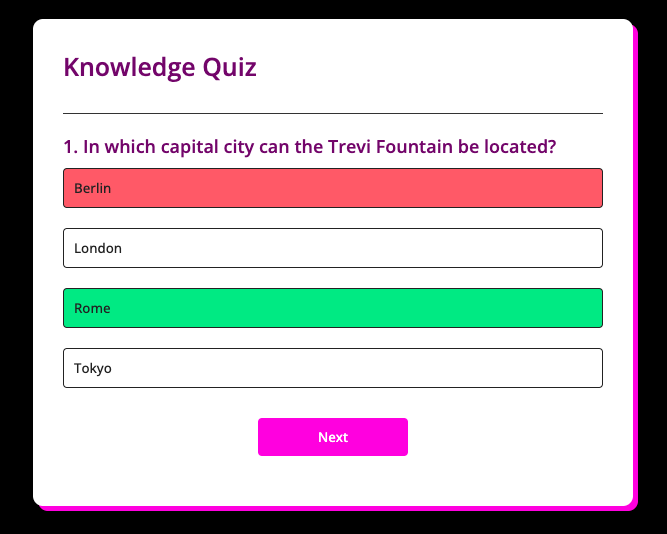 Knowledge Quiz
1. In which capital city can the Trevi Fountain be located?
Berlin
London
Rome
Tokyo
Next